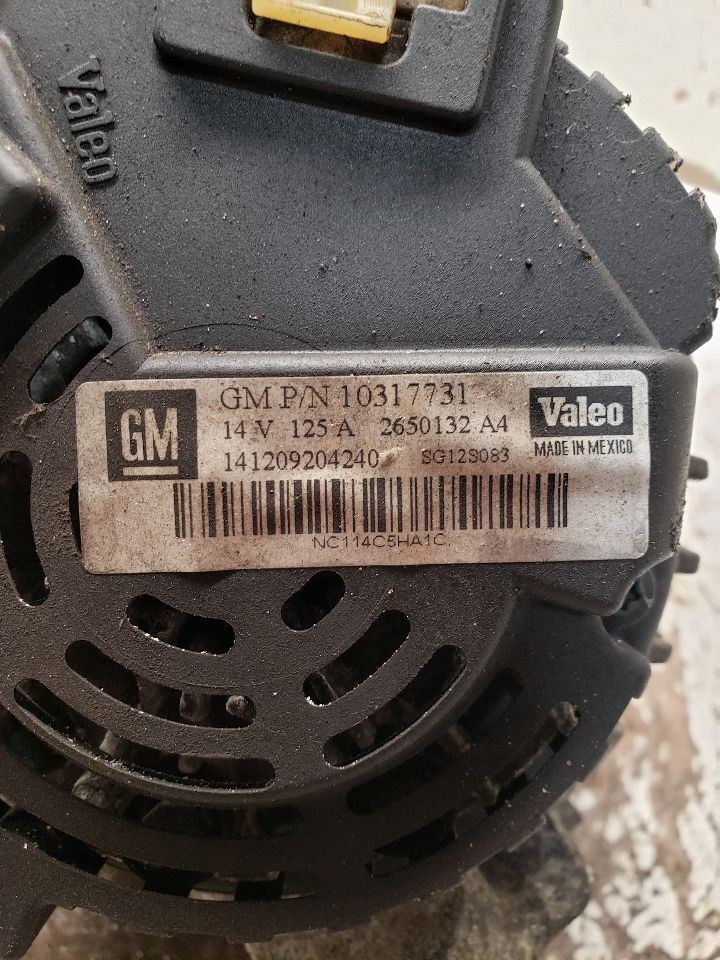 Valeo
GM
GM P/N 10317731
14 V 125 A 2650132 A4
141209204240 SG12S083
Valeo
MADE IN MEXICO
NC114C5HA1C